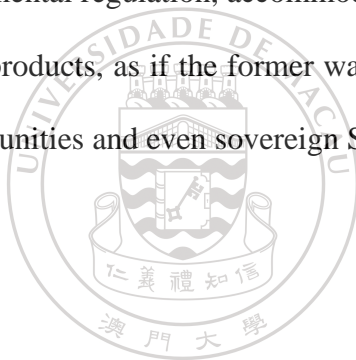 mental regulation, accommo
products, as if the former wa
unities and even sovereign S
UNIVERSIDADE DE MACAU
仁義禮知信
澳門大學